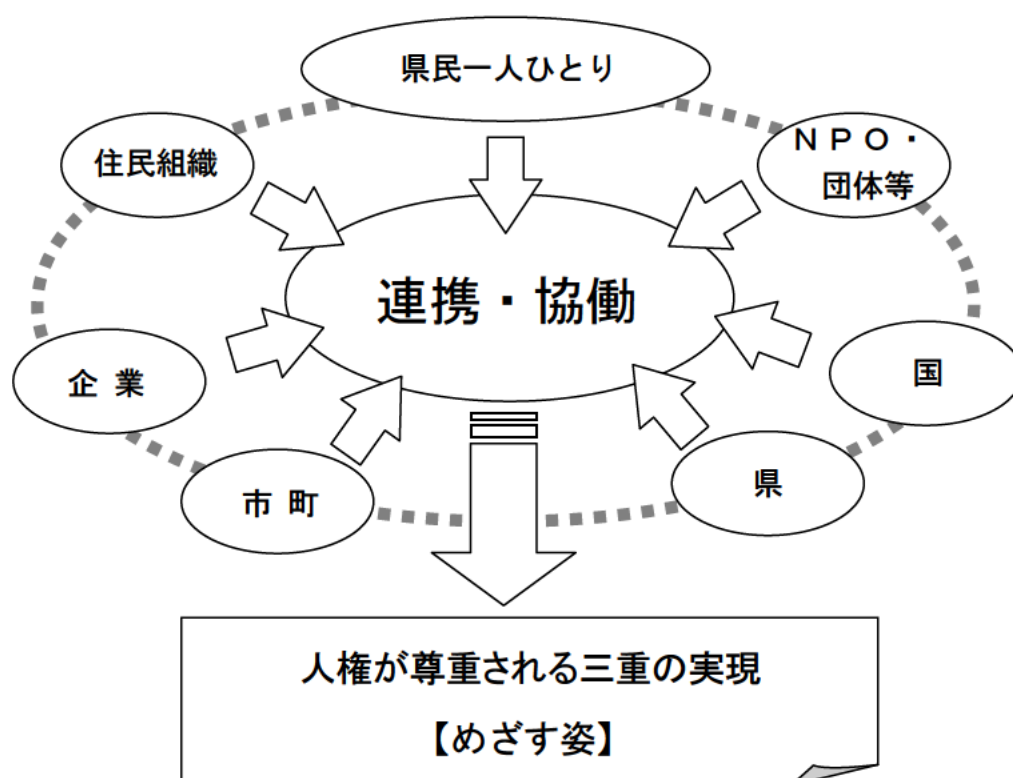 県民一人ひとり
住民組織
ＮＰＯ・
団体等
連携・協働
企 業
国
市 町
県
人権が尊重される三重の実現
【めざす姿】